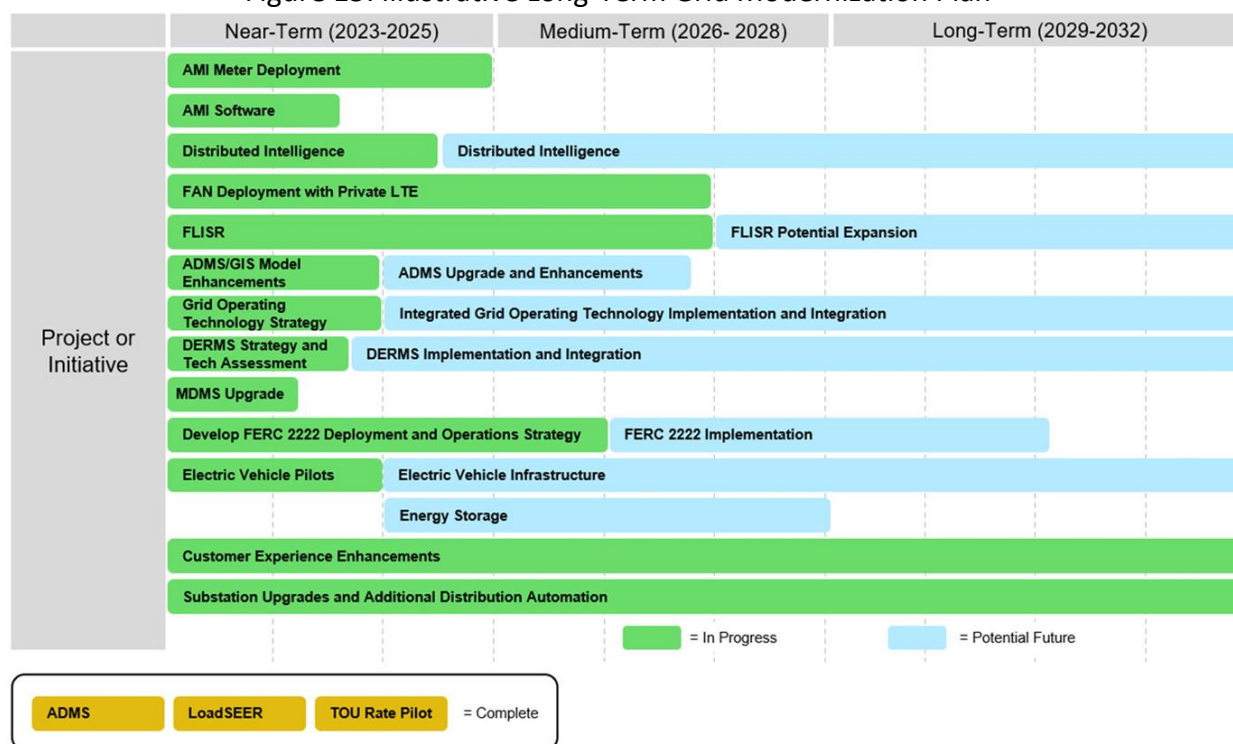 Near-Term (2023-2025)
Medium-Term (2026- 2028)
Long-Term (2029-2032)
Project or
Initiative
AMI Meter Deployment
AMI Software
Distributed Intelligence
Distributed Intelligence
FAN Deployment with Private LTE
FLISR
FLISR Potential Expansion
ADMS/GIS Model
Enhancements
ADMS Upgrade and Enhancements
Grid Operating
Technology Strategy
Integrated Grid Operating Technology Implementation and Integration
DERMS Strategy and
Tech Assessment
DERMS Implementation and Integration
MDMS Upgrade
Develop FERC 2222 Deployment and Operations Strategy
FERC 2222 Implementation
Electric Vehicle Pilots
Electric Vehicle Infrastructure
Energy Storage
Customer Experience Enhancements
Substation Upgrades and Additional Distribution Automation
= In Progress
= Potential Future
ADMS
LoadSEER
TOU Rate Pilot
= Complete